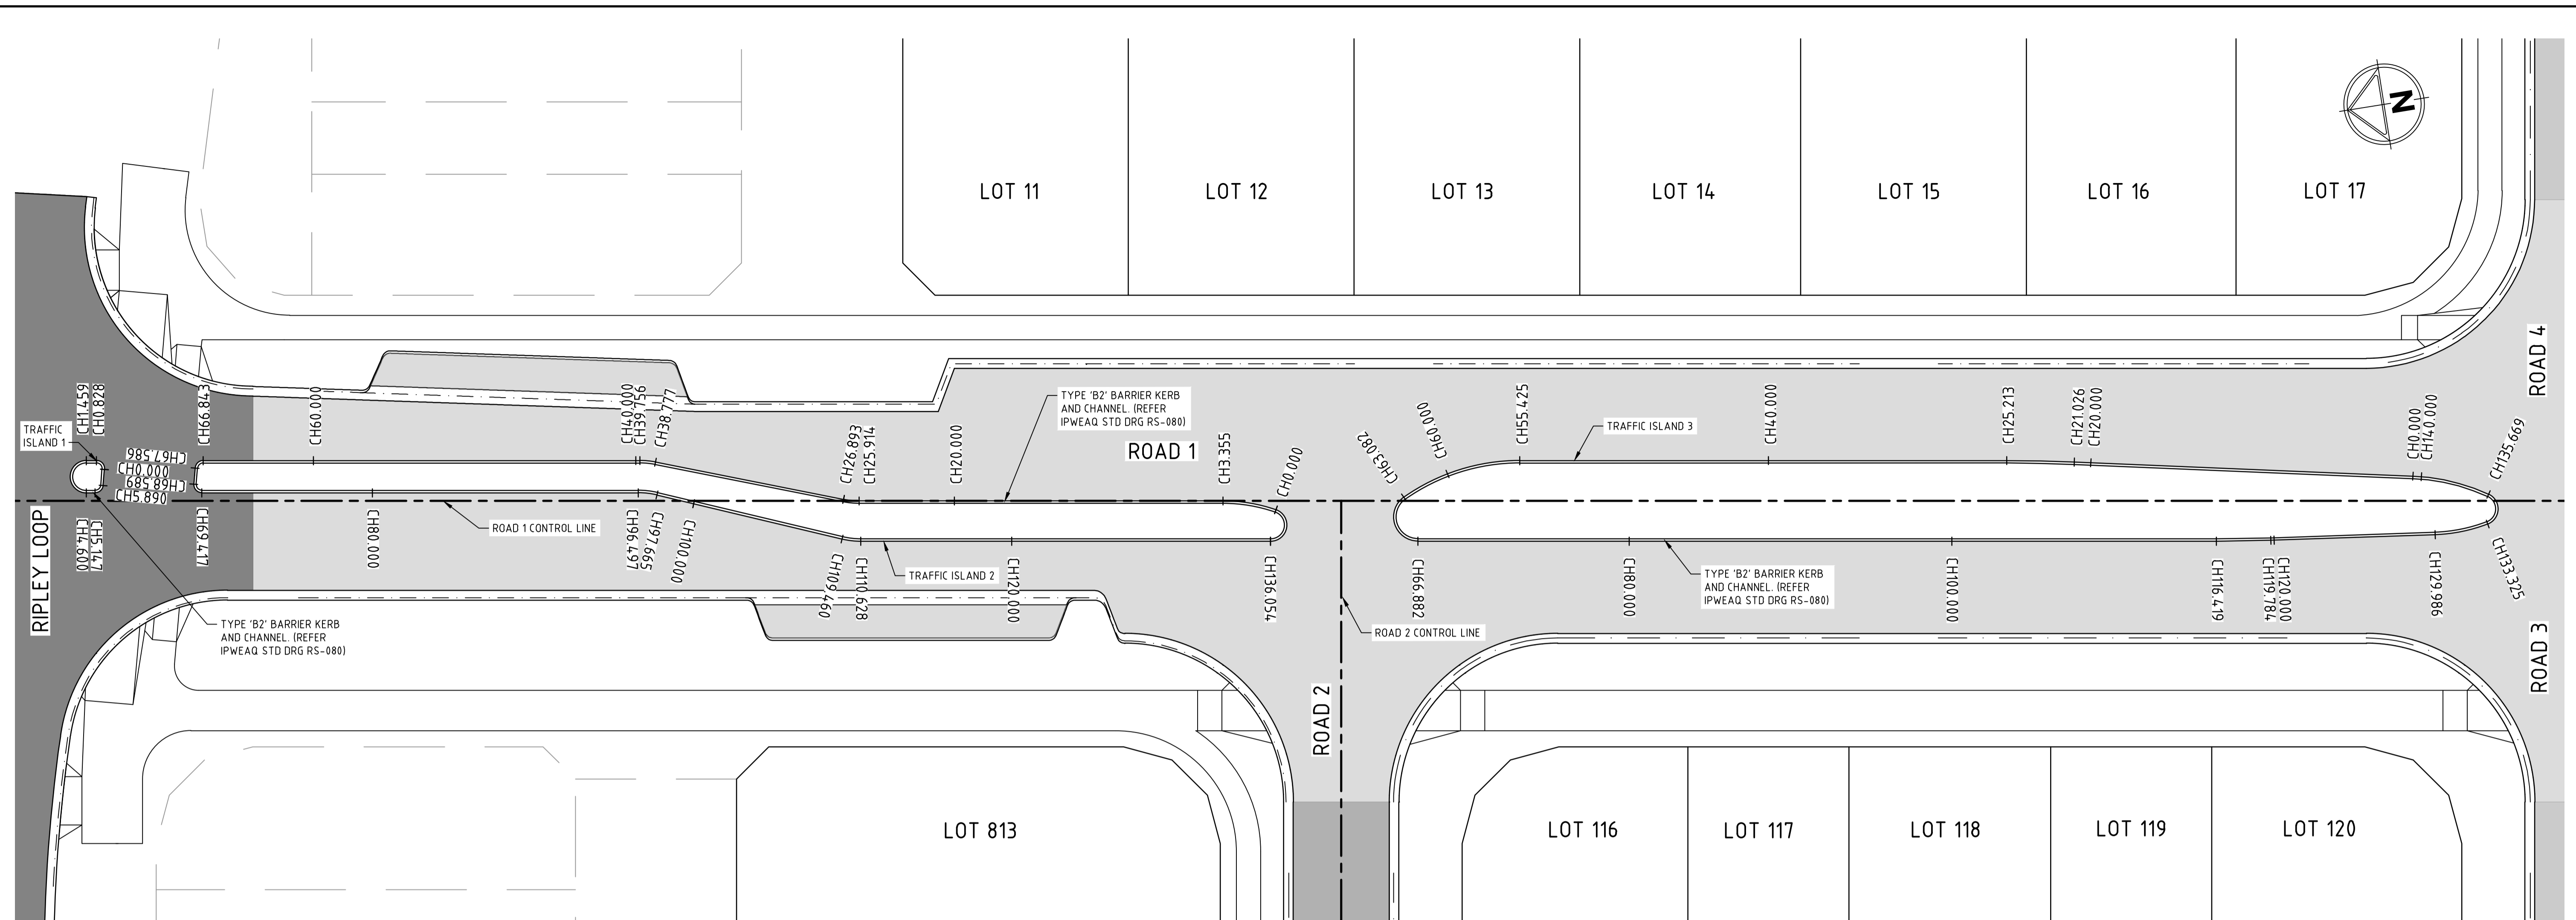 N
LOT 11
LOT 12
LOT 13
LOT 14
LOT 15
LOT 16
LOT 17
ROAD 4
CH1.459
CH0.828
CH66.843
CH60.000
CH40.000
CH39.756
CH38.777
CH26.893
CH25.914
CH20.000
TYPE 'B2' BARRIER KERB
AND CHANNEL. (REFER
IPWEAQ STD DRG RS-080)
ROAD 1
CH3.355
CH0.000
CH63.082
CH60.000
CH55.425
TRAFFIC ISLAND 3
CH40.000
CH25.213
CH21.026
CH20.000
CH0.000
CH140.000
CH135.669
TRAFFIC
ISLAND 1
CH67.586
CH0.000
CH68.589
CH5.890
RIPLEY LOOP
CH4.600
CH5.147
CH69.417
CH80.000
ROAD 1 CONTROL LINE
CH96.497
CH97.665
CH100.000
CH109.460
CH110.628
TRAFFIC ISLAND 2
CH120.000
CH136.054
CH66.882
CH80.000
TYPE 'B2' BARRIER KERB
AND CHANNEL. (REFER
IPWEAQ STD DRG RS-080)
CH100.000
CH116.419
CH119.784
CH120.000
CH129.986
CH133.325
TYPE 'B2' BARRIER KERB
AND CHANNEL. (REFER
IPWEAQ STD DRG RS-080)
ROAD 2 CONTROL LINE
ROAD 2
ROAD 3
LOT 813
LOT 116
LOT 117
LOT 118
LOT 119
LOT 120